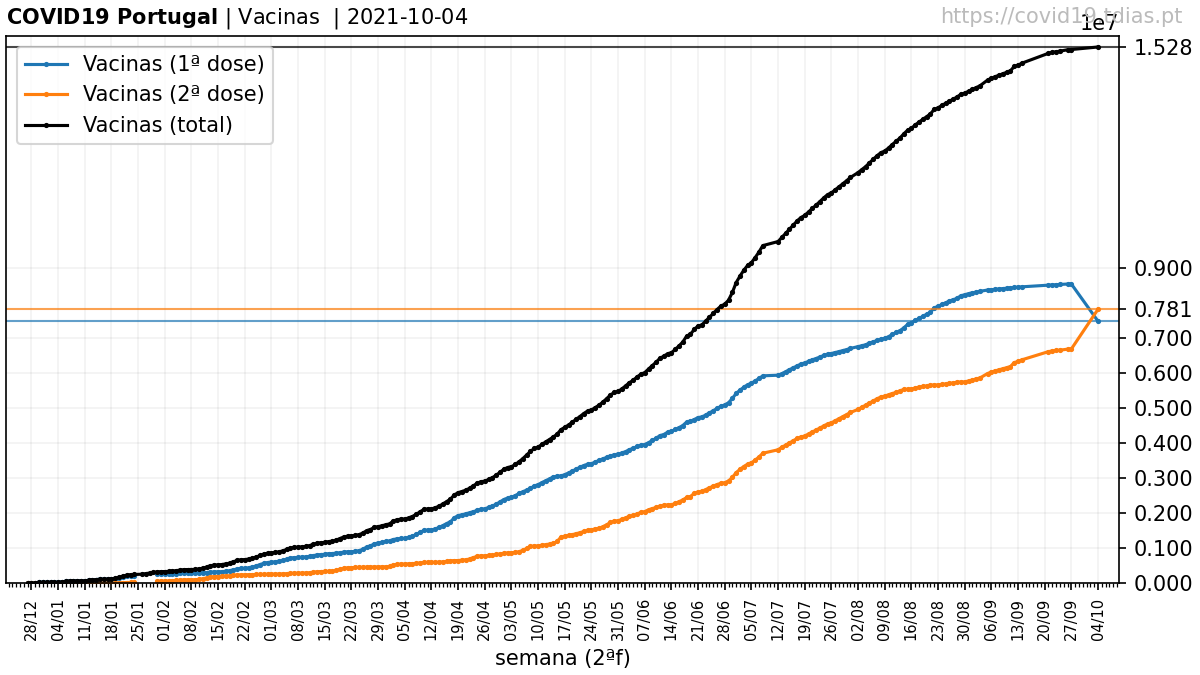 COVID19 Portugal | Vacinas | 2021-10-04
https://covid19.tdias.pt
1e7
Vacinas (1ª dose)
Vacinas (2ª dose)
Vacinas (total)
1.528
0.900
0.781
0.700
0.600
0.500
0.400
0.300
0.200
0.100
0.000
28/12 04/01 11/01 18/01 25/01 01/02 08/02 15/02 22/02 01/03 08/03 15/03 22/03 29/03 05/04 12/04 19/04 26/04 03/05 10/05 17/05 24/05 31/05 07/06 14/06 21/06 28/06 05/07 12/07 19/07 26/07 02/08 09/08 16/08 23/08 30/08 06/09 13/09 20/09 27/09 04/10
semana (2ªf)